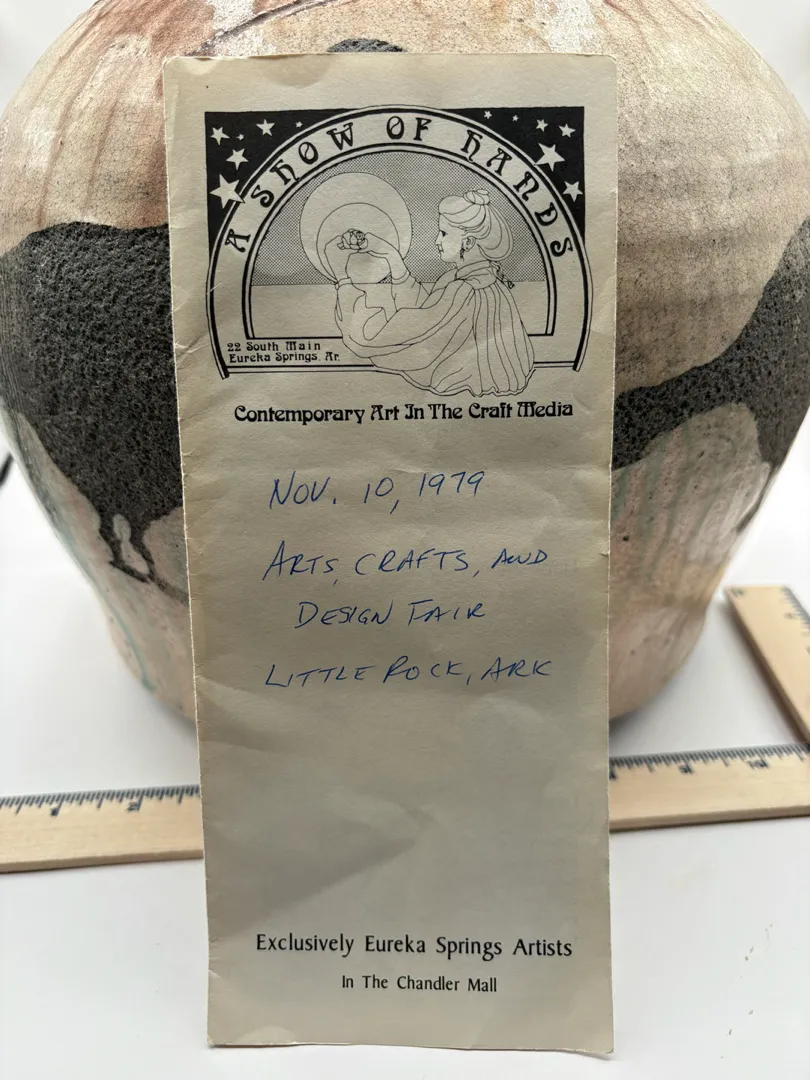 A SHOW OF HANDS
22 South Main
Eureka Springs, Ar.
Contemporary Art In The Craft Media
NOV. 10, 1979
ARTS, CRAFTS, AND
DESIGN FAIR
LITTLE ROCK, ARK
Exclusively Eureka Springs Artists
In The Chandler Mall